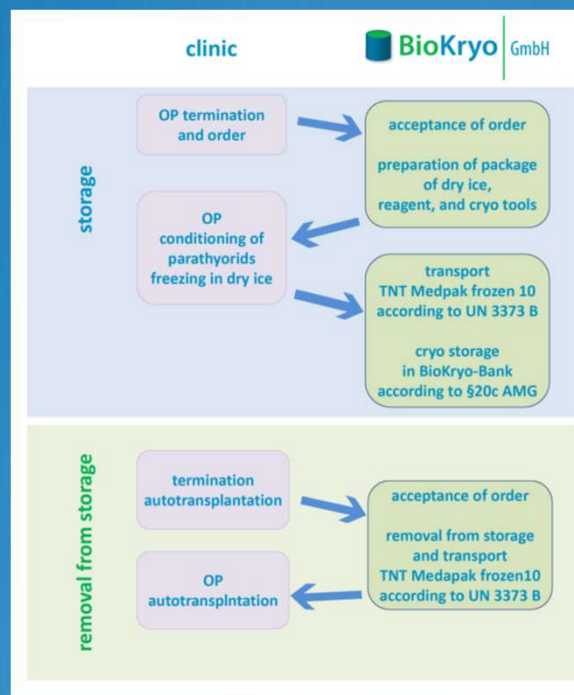 clinic
BioKryo GmbH
storage
OP termination
and order
acceptance of order
preparation of package
of dry ice,
reagent, and cryo tools
OP
conditioning of
parathyorids
freezing in dry ice
transport
TNT Medpak frozen 10
according to UN 3373 B
cryo storage
in BioKryo-Bank
according to §20c AMG
removal from storage
termination
autotransplantation
acceptance of order
removal from storage
and transport
TNT Medapak frozen10
according to UN 3373 B
OP
autotransplntation